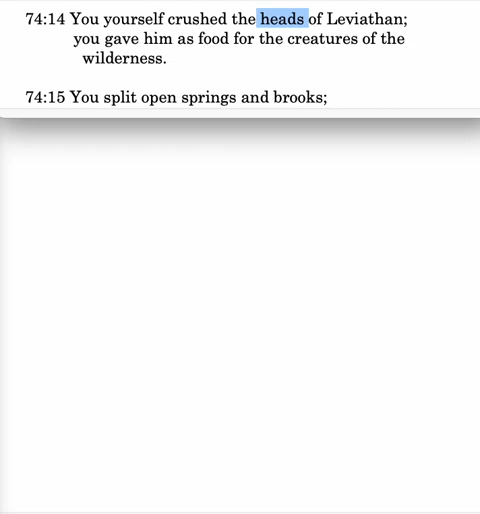 74:14 You yourself crushed the heads of Leviathan;
you gave him as food for the creatures of the
wilderness.
74:15 You split open springs and brooks;